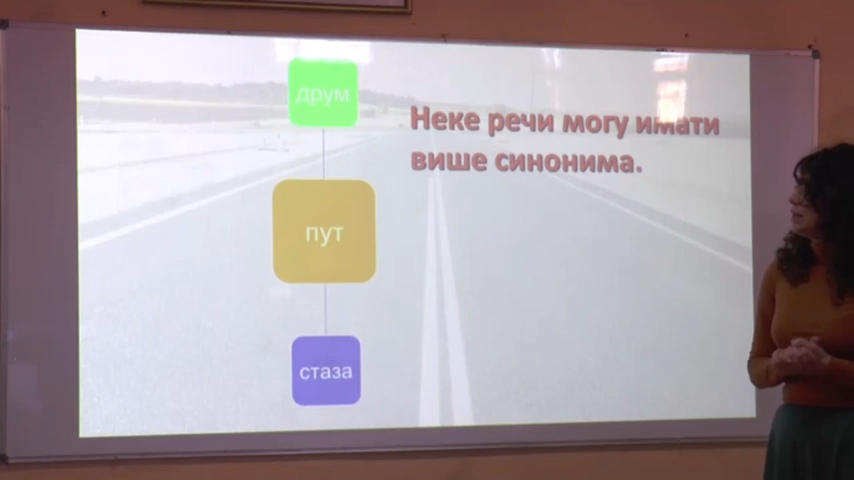 друм
Неке речи могу имати
више синонима.
пут
стаза